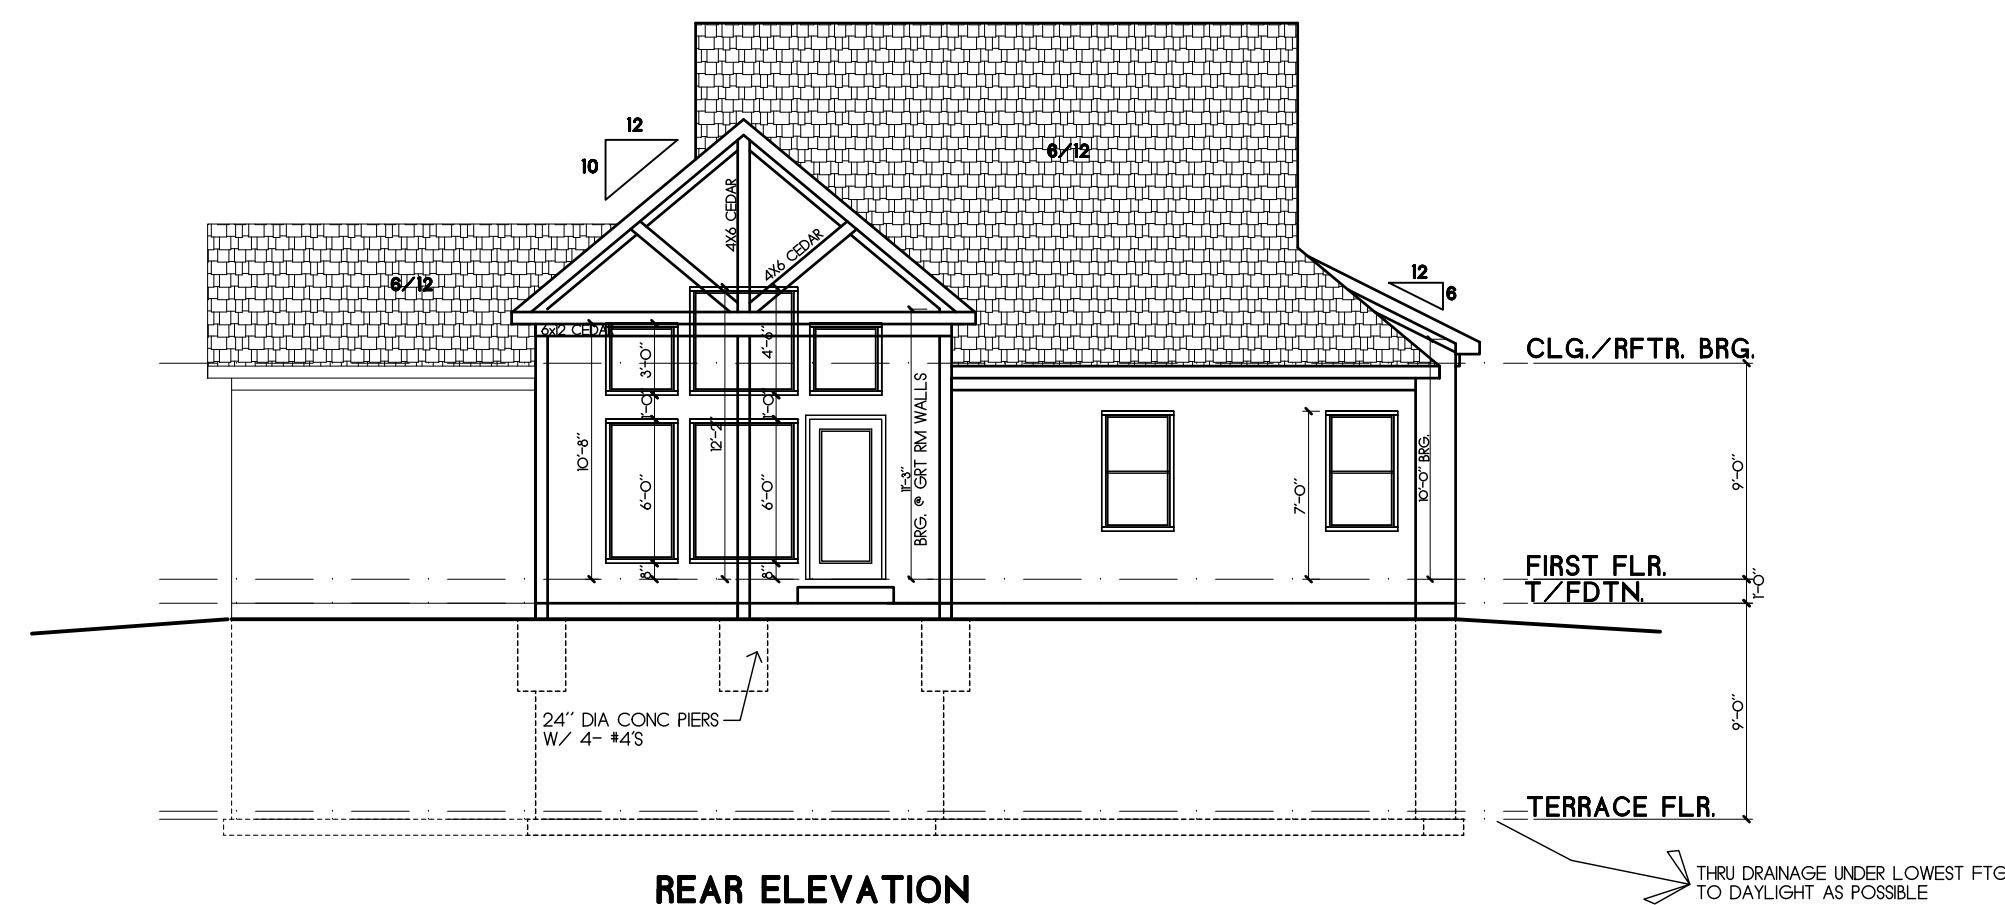 12
10
6/12
6/12
12
6
4X6 CEDAR
4X6 CEDAR
6x12 CEDAR
CLG./RFTR. BRG.
3'-0"
4'-6"
1'-0"
1'-0"
10'-8"
12'-2"
6'-0"
6'-0"
8"
8"
11'-3"
BRG. @ GRT RM WALLS
7'-0"
10'-0" BRG.
9'-0"
FIRST FLR.
T/FDTN.
1'-0"
9'-0"
24" DIA CONC PIERS
W/ 4- #4'S
TERRACE FLR.
THRU DRAINAGE UNDER LOWEST FTG
TO DAYLIGHT AS POSSIBLE
REAR ELEVATION